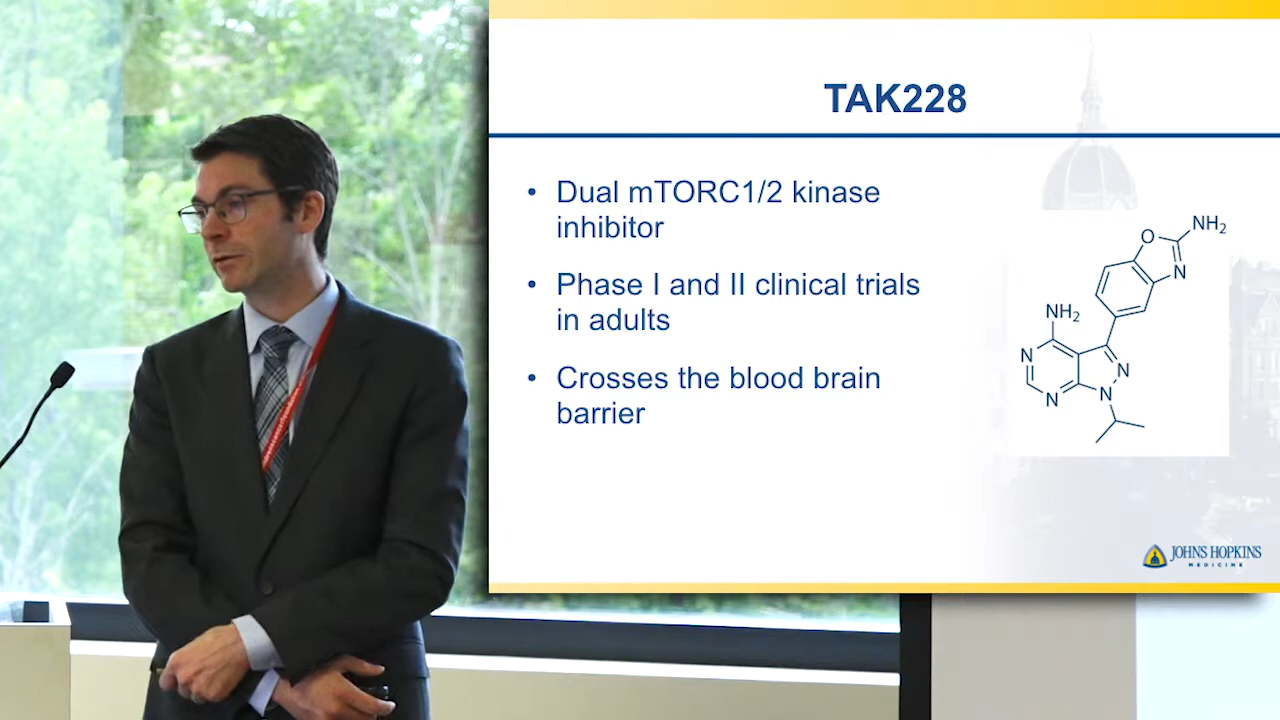 TAK228
• Dual mTORC1/2 kinase
inhibitor
• Phase I and II clinical trials
in adults
• Crosses the blood brain
barrier
NH2
O
N
NH2
N
N
N
N
JOHNS HOPKINS
MEDICINE